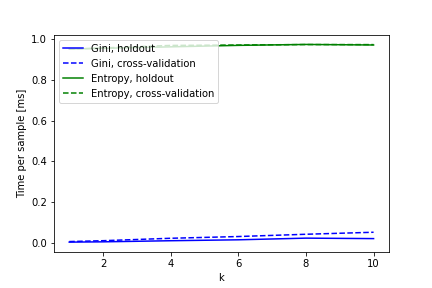 1.0
0.8
0.6
0.4
0.2
0.0
Time per sample [ms]
Gini, holdout
Gini, cross-validation
Entropy, holdout
Entropy, cross-validation
2 4 6 8 10
k